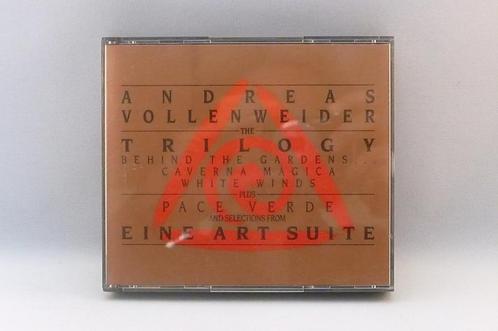 ANDREAS
VOLLENWEIDER
THE
TRILOGY
BEHIND THE GARDENS...
CAVERNA MAGICA
WHITE WINDS
PLUS
PACE VERDE
AND SELECTIONS FROM
EINE ART SUITE